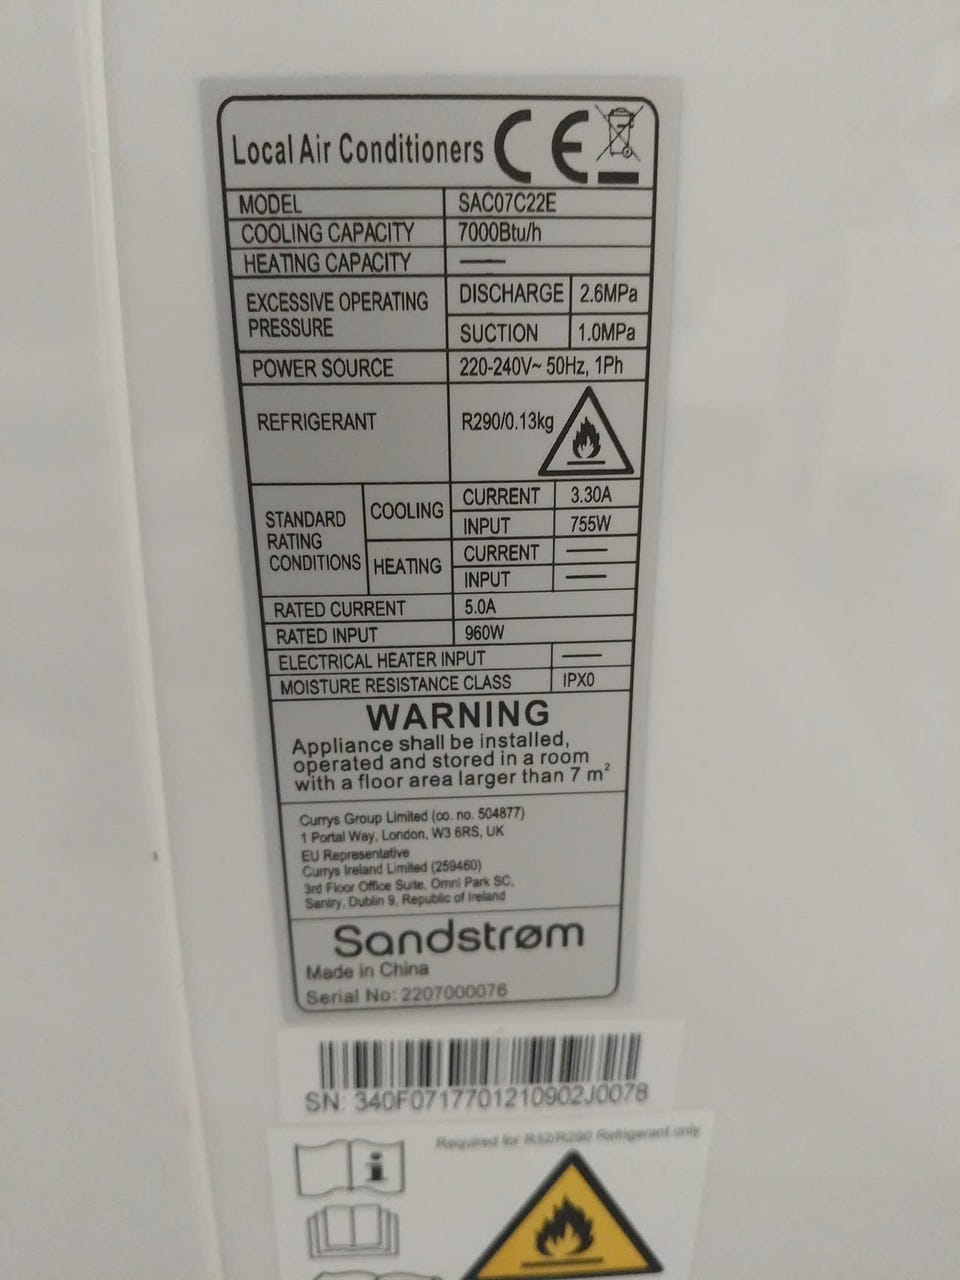 Local Air Conditioners CE
MODEL SAC07C22E
COOLING CAPACITY 7000Btu/h
HEATING CAPACITY —
EXCESSIVE OPERATING PRESSURE DISCHARGE 2.6MPa
SUCTION 1.0MPa
POWER SOURCE 220-240V~ 50Hz, 1Ph
REFRIGERANT R290/0.13kg
STANDARD RATING CONDITIONS COOLING CURRENT 3.30A
INPUT 755W
HEATING CURRENT —
INPUT —
RATED CURRENT 5.0A
RATED INPUT 960W
ELECTRICAL HEATER INPUT —
MOISTURE RESISTANCE CLASS IPX0
WARNING
Appliance shall be installed,
operated and stored in a room
with a floor area larger than 7 m²
Currys Group Limited (co. no. 504877)
1 Portal Way, London, W3 6RS, UK
EU Representative
Currys Ireland Limited (259460)
3rd Floor Office Suite, Omni Park SC,
Santry, Dublin 9, Republic of Ireland
Sandstrøm
Made in China
Serial No: 2207000076
SN: 340F0717701210902J0078
Required for R32/R290 Refrigerant only